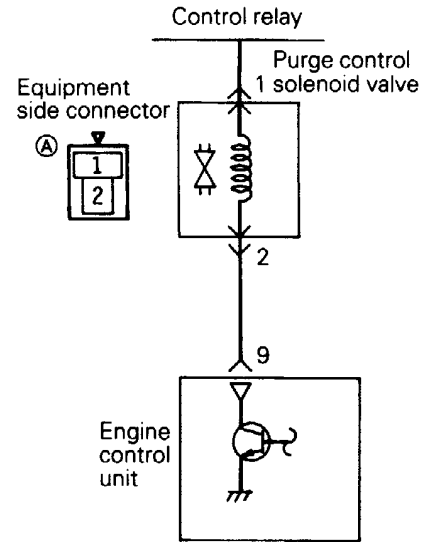 Control relay
Purge control
1 solenoid valve
Equipment
side connector
A
1
2
2
9
Engine
control
unit